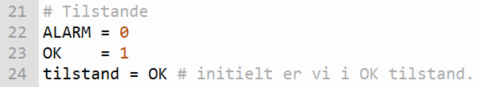 21 # Tilstande
22 ALARM = 0
23 OK    = 1
24 tilstand = OK # initielt er vi i OK tilstand.